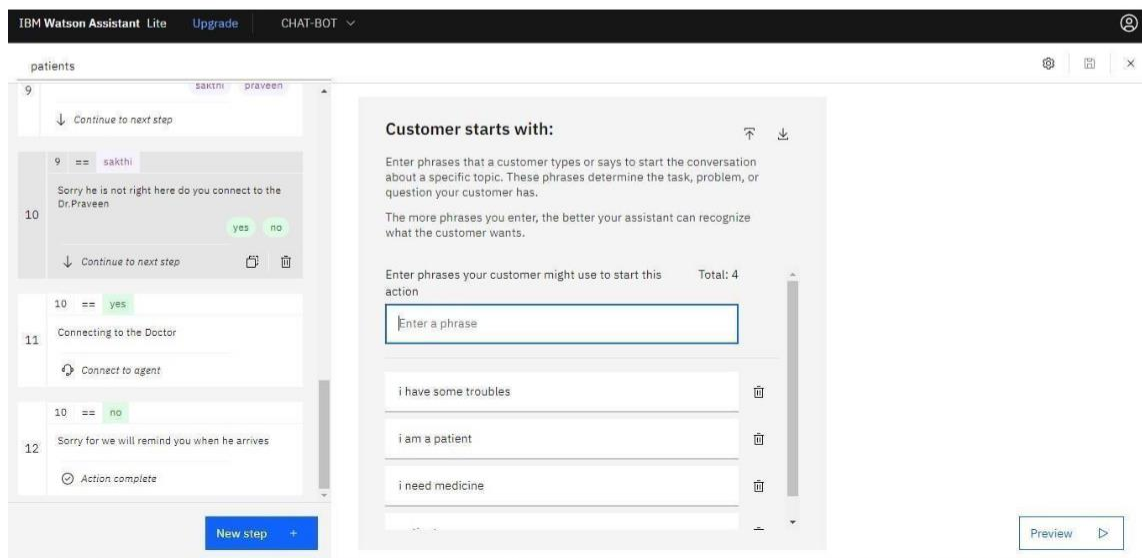 IBM Watson Assistant Lite Upgrade CHAT-BOT
patients
9
sakthi praveen
Continue to next step
9 == sakthi
Sorry he is not right here do you connect to the
Dr.Praveen
10
yes no
Continue to next step
10 == yes
Connecting to the Doctor
11
Connect to agent
10 == no
Sorry for we will remind you when he arrives
12
Action complete
New step +
Customer starts with:
Enter phrases that a customer types or says to start the conversation
about a specific topic. These phrases determine the task, problem, or
question your customer has.
The more phrases you enter, the better your assistant can recognize
what the customer wants.
Enter phrases your customer might use to start this
action
Total: 4
Enter a phrase
i have some troubles
i am a patient
i need medicine
Preview